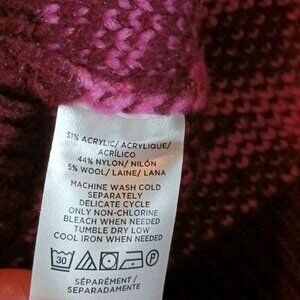 51% ACRYLIC/ ACRYLIQUE/
ACRÍLICO
44% NYLON/ NILÓN
5% WOOL/ LAINE/ LANA
MACHINE WASH COLD
SEPARATELY
DELICATE CYCLE
ONLY NON-CHLORINE
BLEACH WHEN NEEDED
TUMBLE DRY LOW
COOL IRON WHEN NEEDED
30 P
SÉPARÉMENT /
SEPARADAMENTE